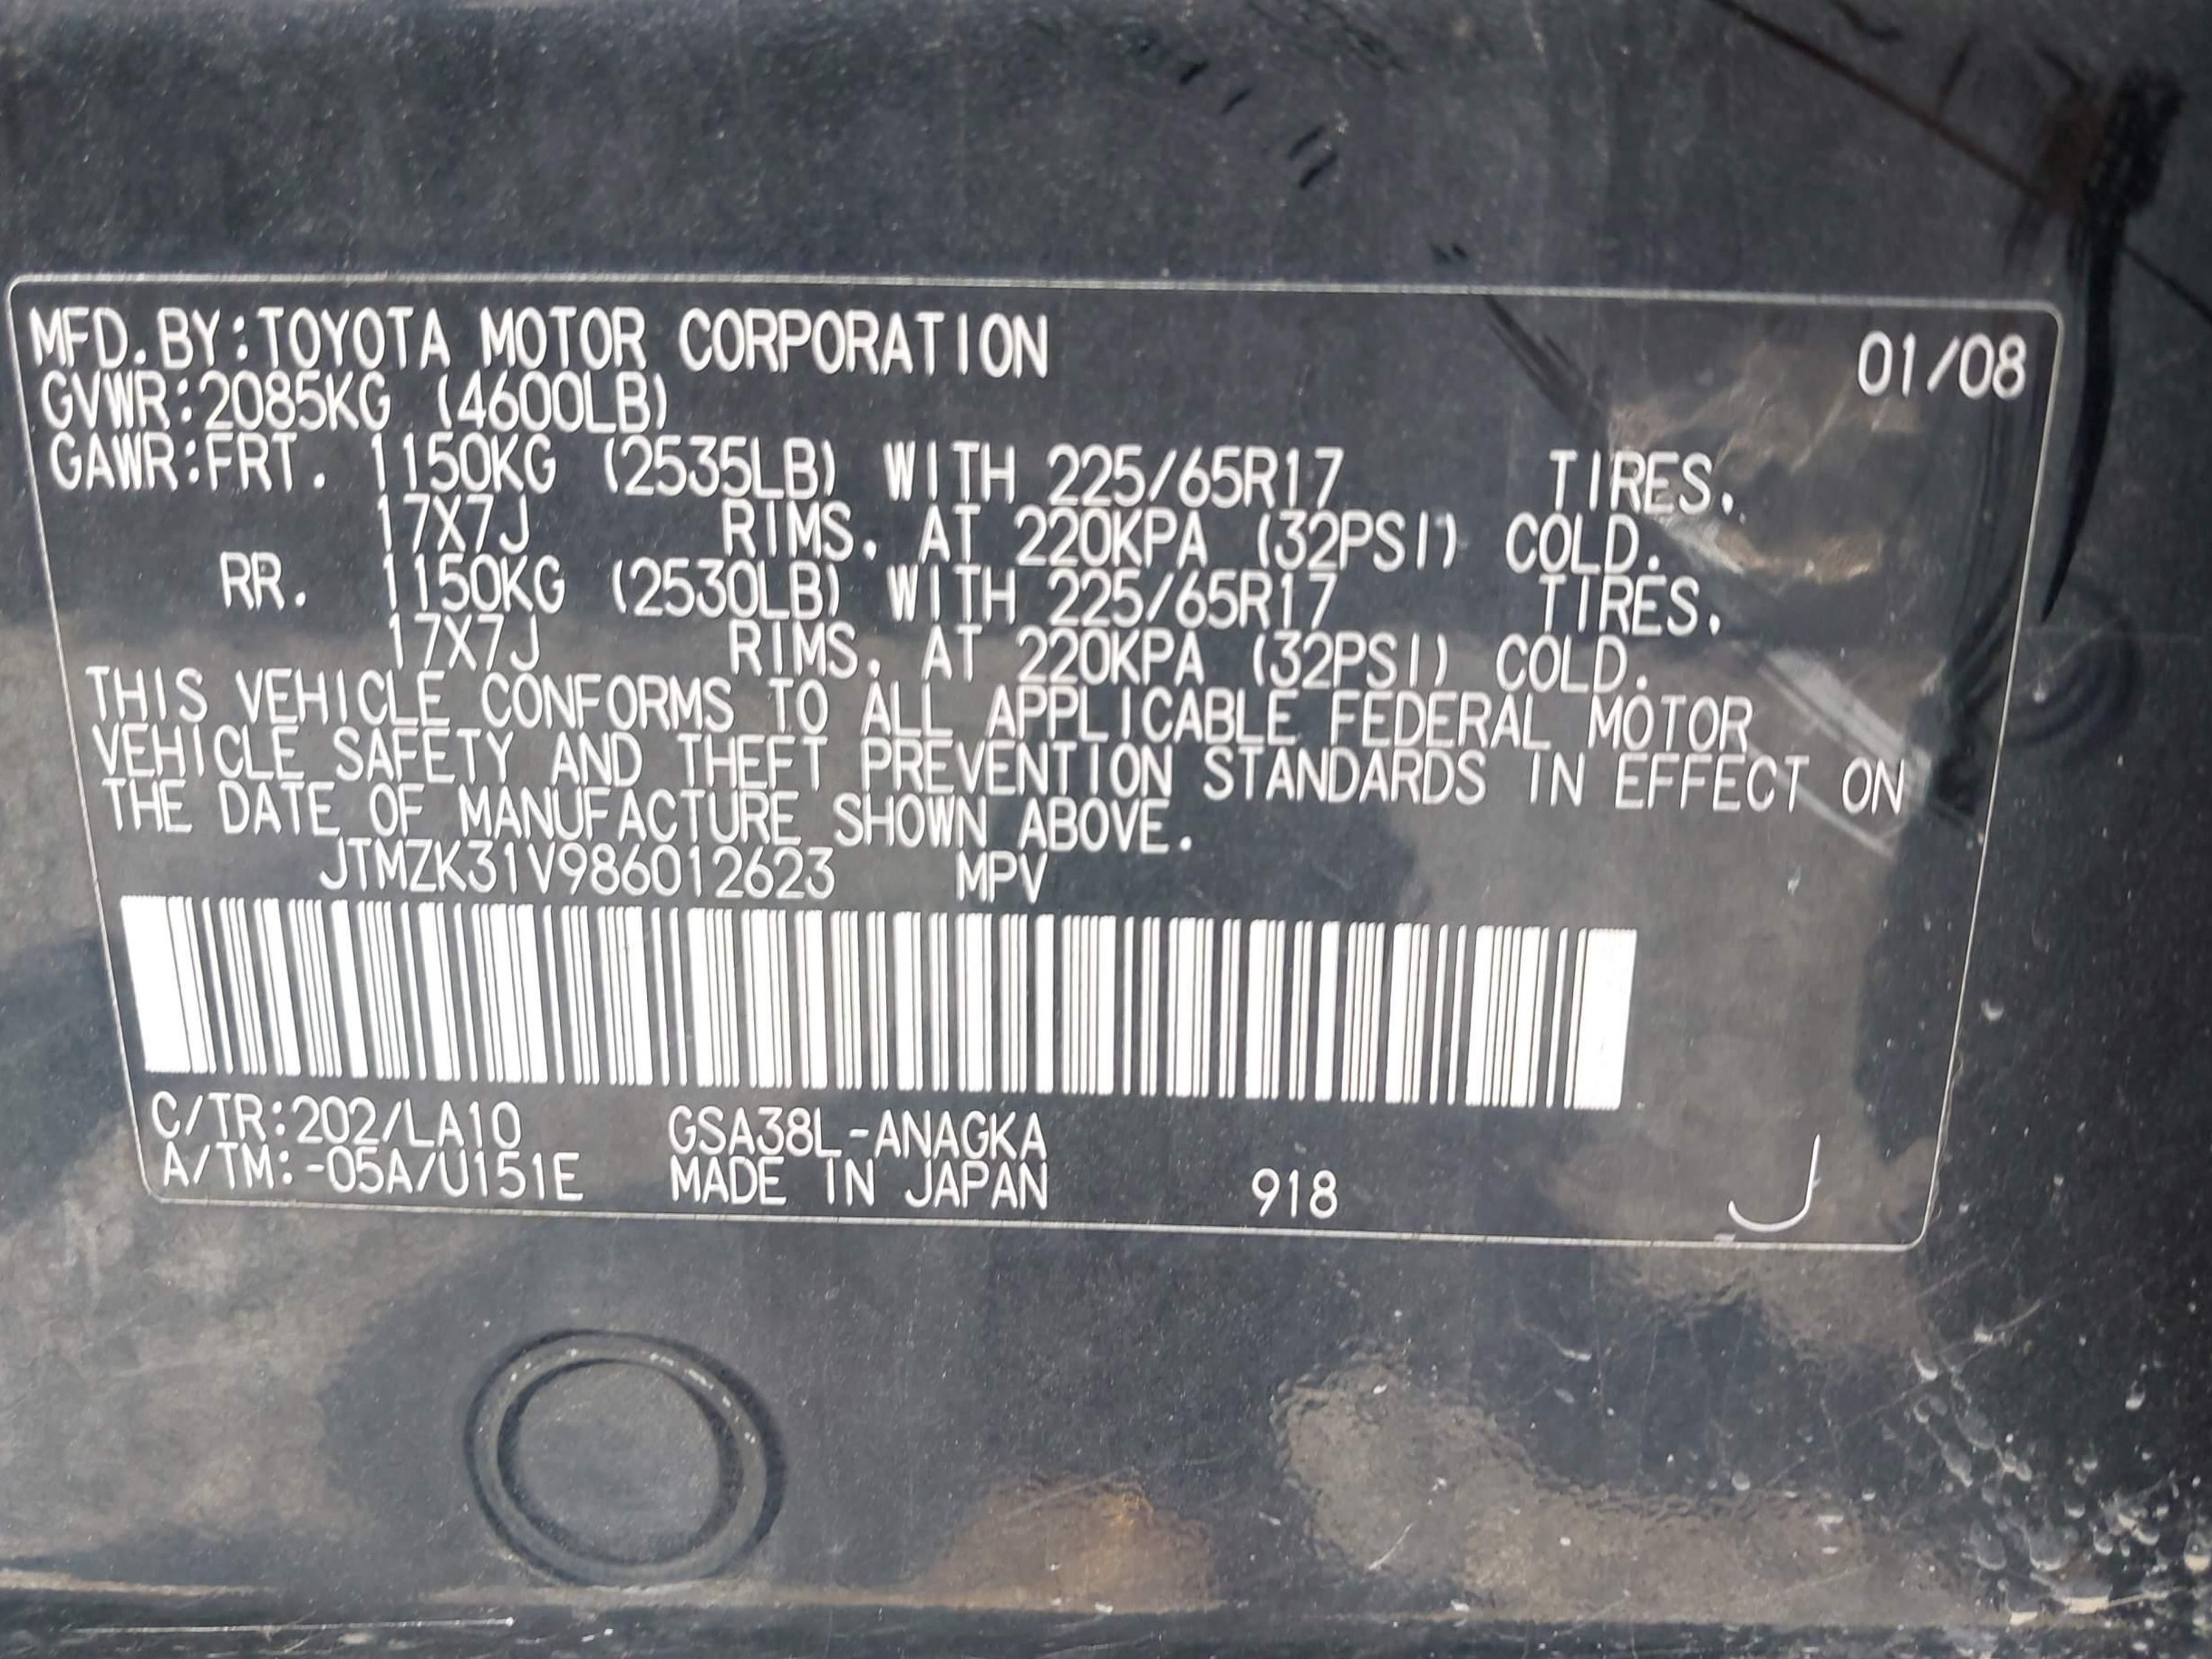 MFD.BY:TOYOTA MOTOR CORPORATION 01/08
GVWR:2085KG (4600LB)
GAWR:FRT. 1150KG (2535LB) WITH 225/65R17 TIRES.
17X7J RIMS. AT 220KPA (32PSI) COLD.
RR. 1150KG (2530LB) WITH 225/65R17 TIRES.
17X7J RIMS. AT 220KPA (32PSI) COLD.
THIS VEHICLE CONFORMS TO ALL APPLICABLE FEDERAL MOTOR
VEHICLE SAFETY AND THEFT PREVENTION STANDARDS IN EFFECT ON
THE DATE OF MANUFACTURE SHOWN ABOVE.
JTMZK31V986012623 MPV
C/TR:202/LA10 GSA38L-ANAGKA
A/TM:-05A/U151E MADE IN JAPAN 918 J